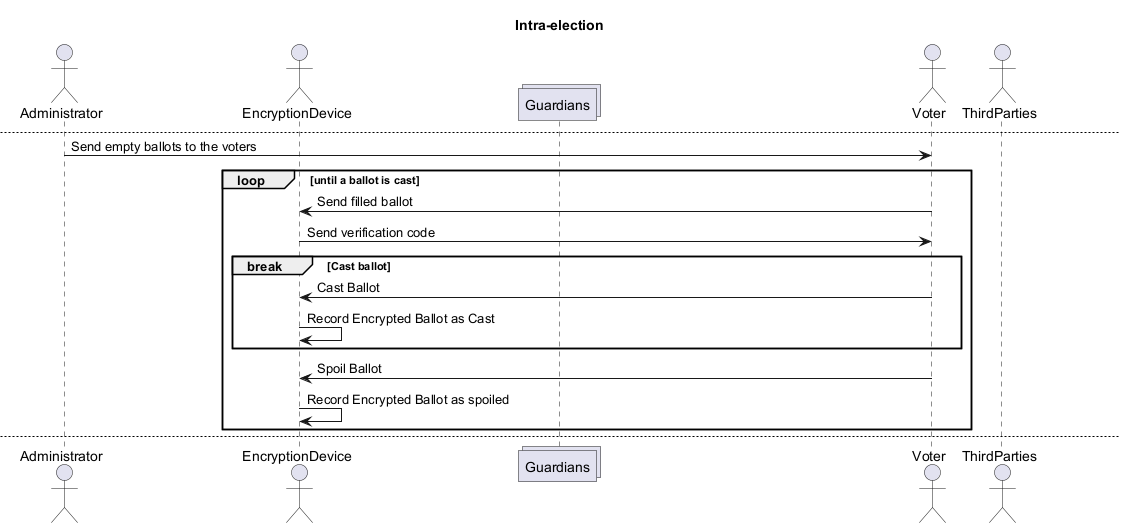 Intra-election
Administrator
EncryptionDevice
Guardians
Voter
ThirdParties
Send empty ballots to the voters
loop
[until a ballot is cast]
Send filled ballot
Send verification code
break
[Cast ballot]
Cast Ballot
Record Encrypted Ballot as Cast
Spoil Ballot
Record Encrypted Ballot as spoiled
Administrator
EncryptionDevice
Guardians
Voter
ThirdParties